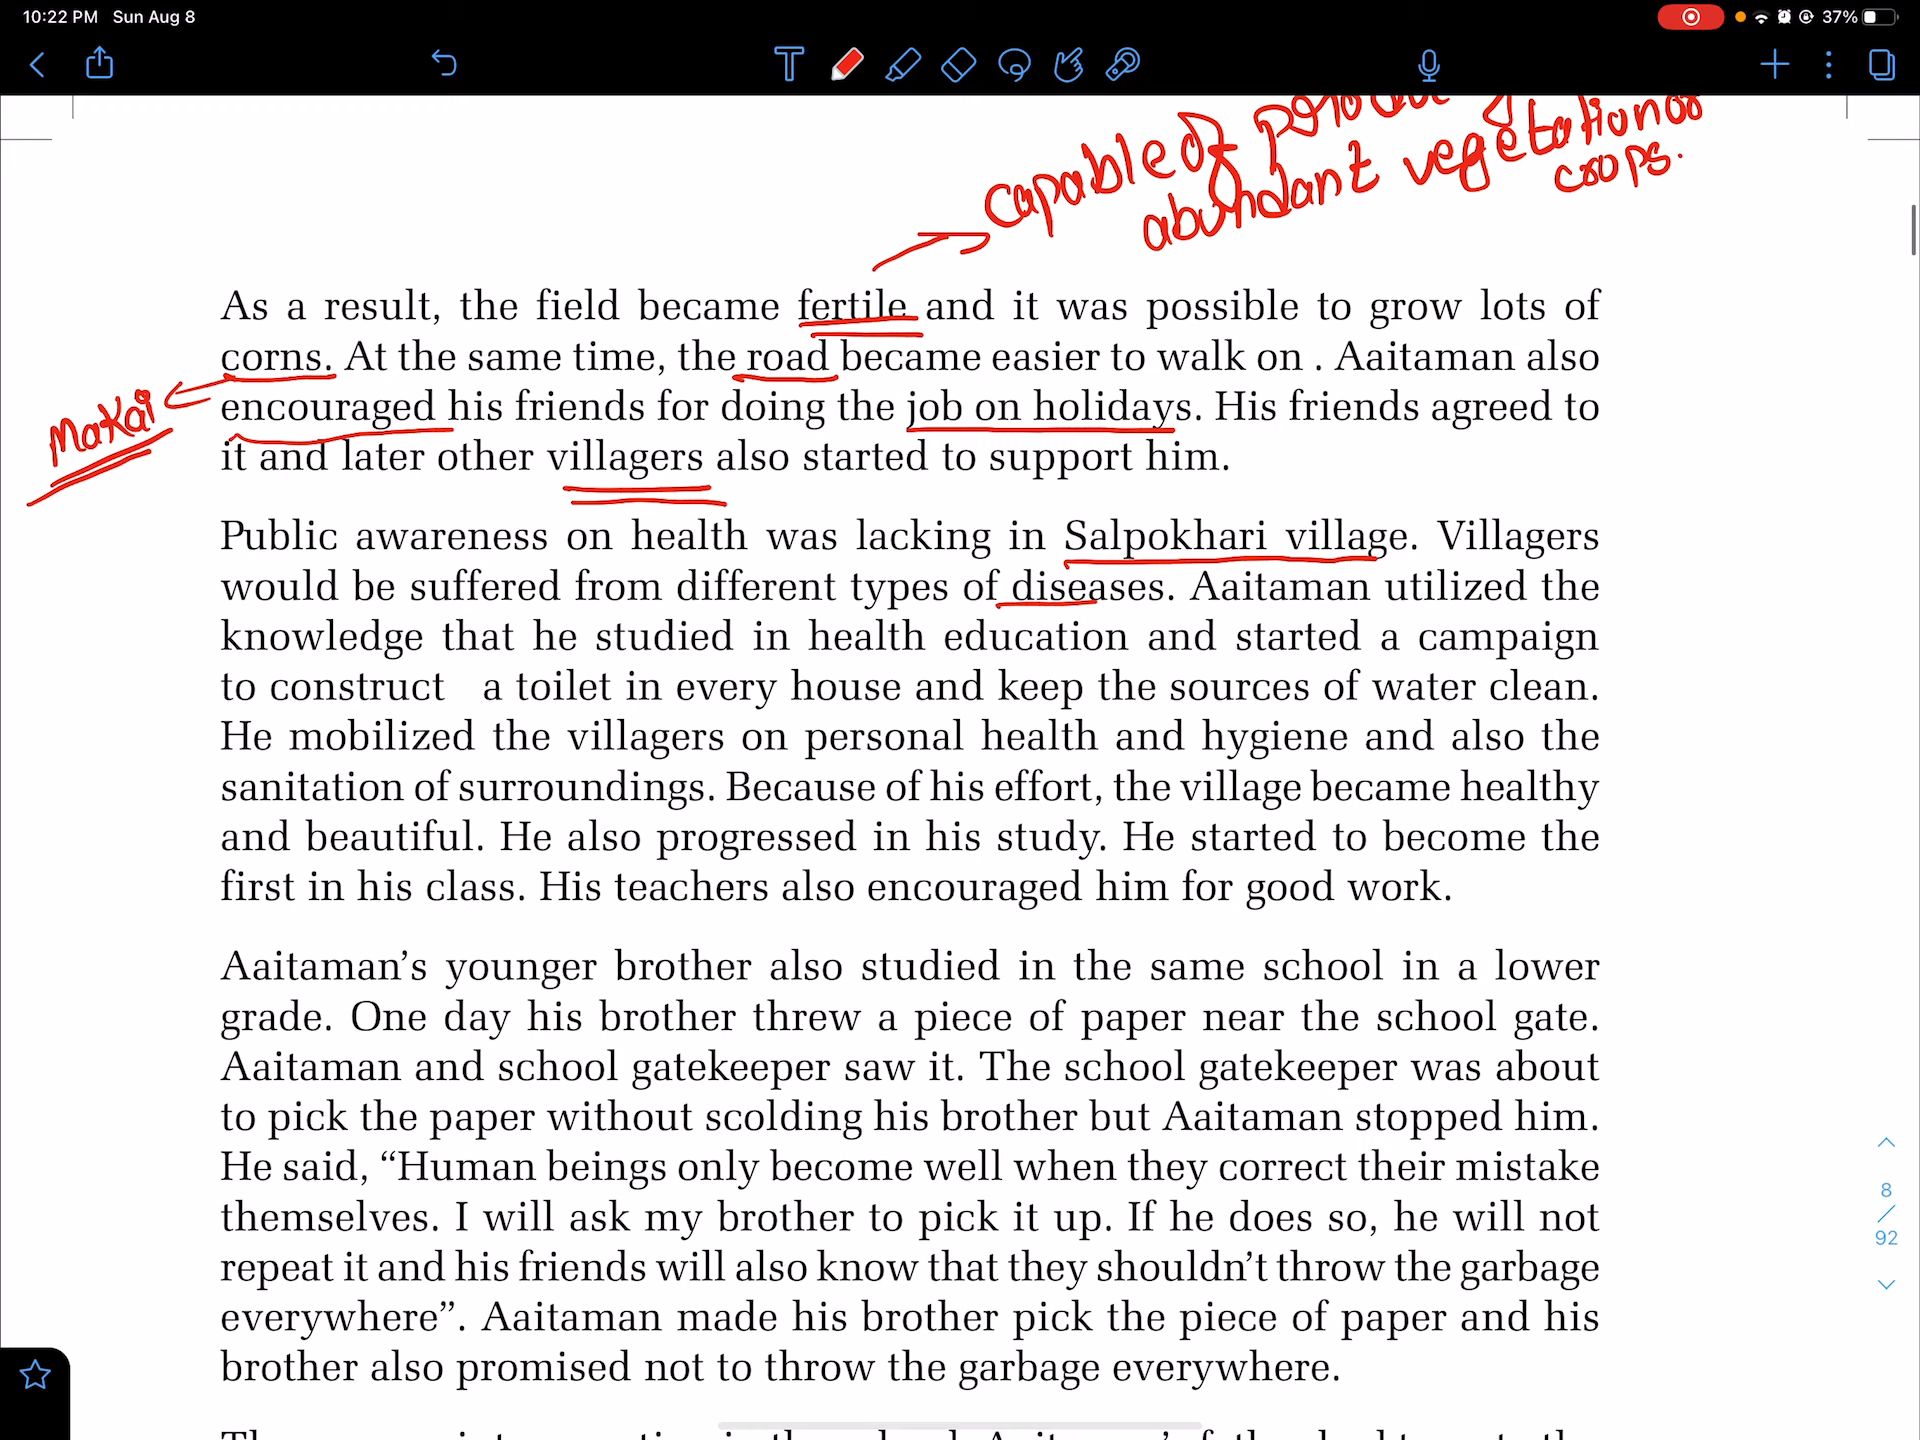 10:22 PM Sun Aug 8
37%
capable of
abundant vegetation or
crops.
As a result, the field became fertile and it was possible to grow lots of
corns. At the same time, the road became easier to walk on . Aaitaman also
encouraged his friends for doing the job on holidays. His friends agreed to
Makai
it and later other villagers also started to support him.
Public awareness on health was lacking in Salpokhari village. Villagers
would be suffered from different types of diseases. Aaitaman utilized the
knowledge that he studied in health education and started a campaign
to construct a toilet in every house and keep the sources of water clean.
He mobilized the villagers on personal health and hygiene and also the
sanitation of surroundings. Because of his effort, the village became healthy
and beautiful. He also progressed in his study. He started to become the
first in his class. His teachers also encouraged him for good work.
Aaitaman’s younger brother also studied in the same school in a lower
grade. One day his brother threw a piece of paper near the school gate.
Aaitaman and school gatekeeper saw it. The school gatekeeper was about
to pick the paper without scolding his brother but Aaitaman stopped him.
He said, “Human beings only become well when they correct their mistake
themselves. I will ask my brother to pick it up. If he does so, he will not
repeat it and his friends will also know that they shouldn’t throw the garbage
everywhere”. Aaitaman made his brother pick the piece of paper and his
brother also promised not to throw the garbage everywhere.
8
/
92